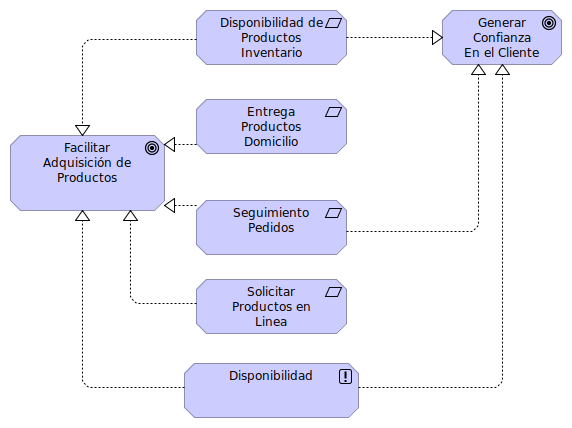 Disponibilidad de
Productos
Inventario
Generar
Confianza
En el Cliente
Entrega
Productos
Domicilio
Facilitar
Adquisición de
Productos
Seguimiento
Pedidos
Solicitar
Productos en
Linea
Disponibilidad